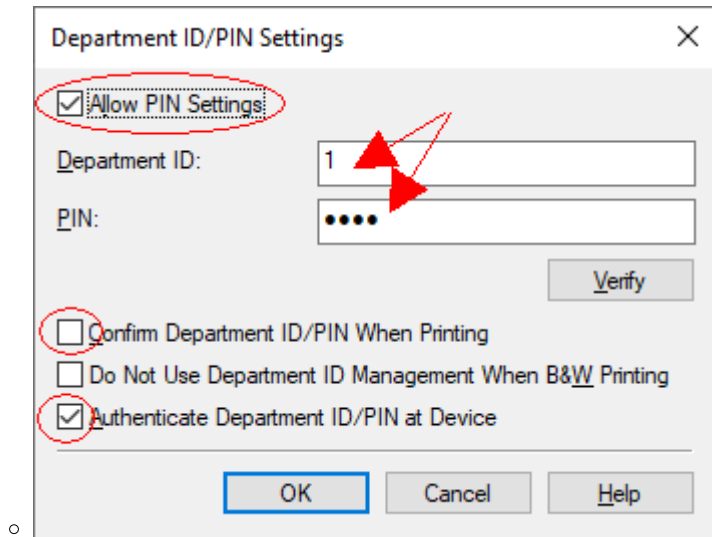 Department ID/PIN Settings
Allow PIN Settings
Department ID: 1
PIN: ••••
Verify
Confirm Department ID/PIN When Printing
Do Not Use Department ID Management When B&W Printing
Authenticate Department ID/PIN at Device
OK Cancel Help